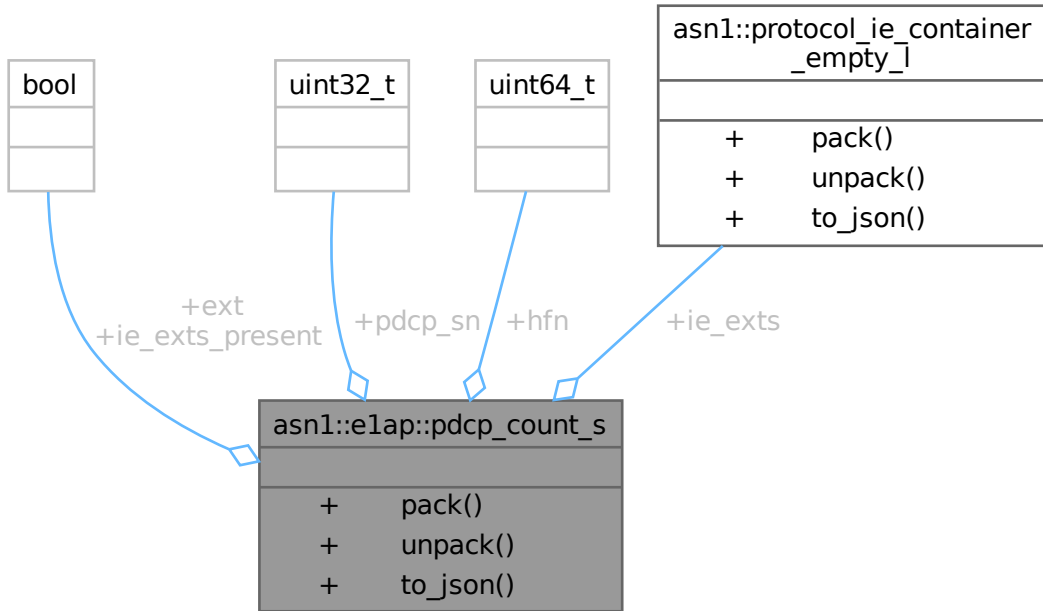 asn1::protocol_ie_container
_empty_l
bool
uint32_t
uint64_t
+ pack()
+ unpack()
+ to_json()
+ext
+ie_exts_present
+pdcp_sn
+hfn
+ie_exts
asn1::e1ap::pdcp_count_s
+ pack()
+ unpack()
+ to_json()